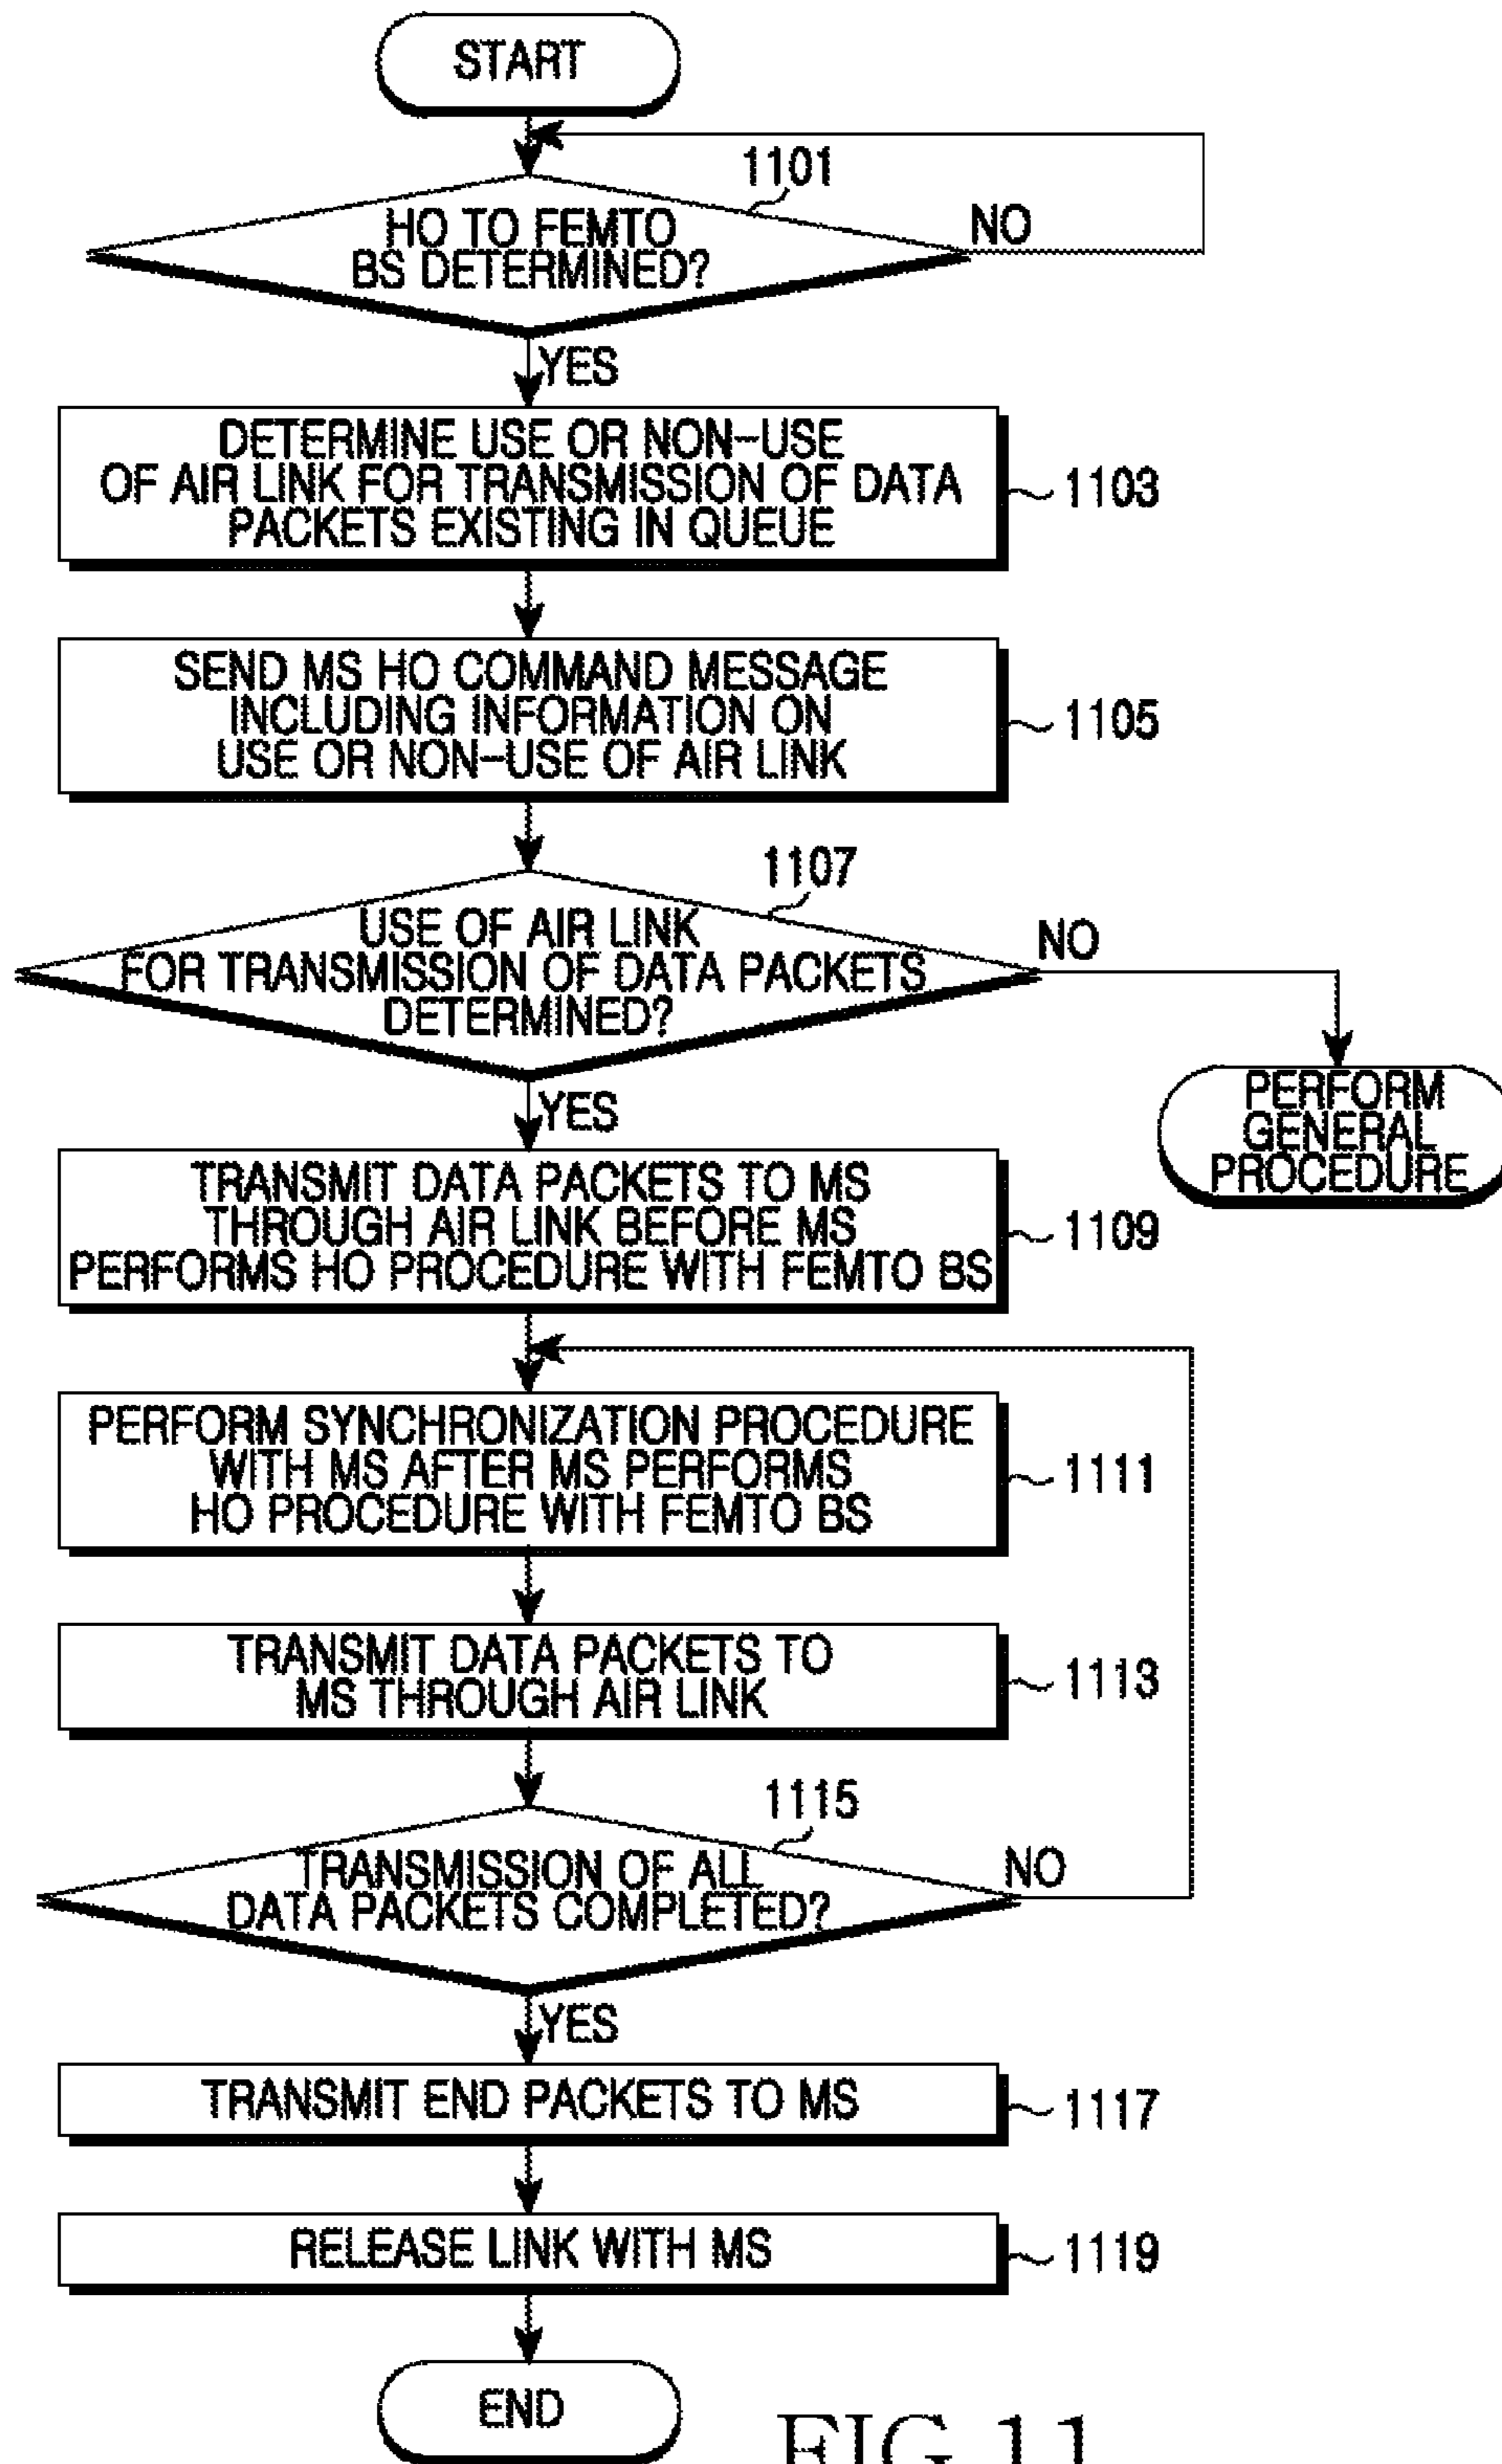 START
1101
HO TO FEMTO
BS DETERMINED?
NO
YES
DETERMINE USE OR NON-USE
OF AIR LINK FOR TRANSMISSION OF DATA
PACKETS EXISTING IN QUEUE
1103
SEND MS HO COMMAND MESSAGE
INCLUDING INFORMATION ON
USE OR NON-USE OF AIR LINK
1105
1107
USE OF AIR LINK
FOR TRANSMISSION OF DATA PACKETS
DETERMINED?
NO
YES
PERFORM
GENERAL
PROCEDURE
TRANSMIT DATA PACKETS TO MS
THROUGH AIR LINK BEFORE MS
PERFORMS HO PROCEDURE WITH FEMTO BS
1109
PERFORM SYNCHRONIZATION PROCEDURE
WITH MS AFTER MS PERFORMS
HO PROCEDURE WITH FEMTO BS
1111
TRANSMIT DATA PACKETS TO
MS THROUGH AIR LINK
1113
1115
TRANSMISSION OF ALL
DATA PACKETS COMPLETED?
NO
YES
TRANSMIT END PACKETS TO MS
1117
RELEASE LINK WITH MS
1119
END
FIG.11